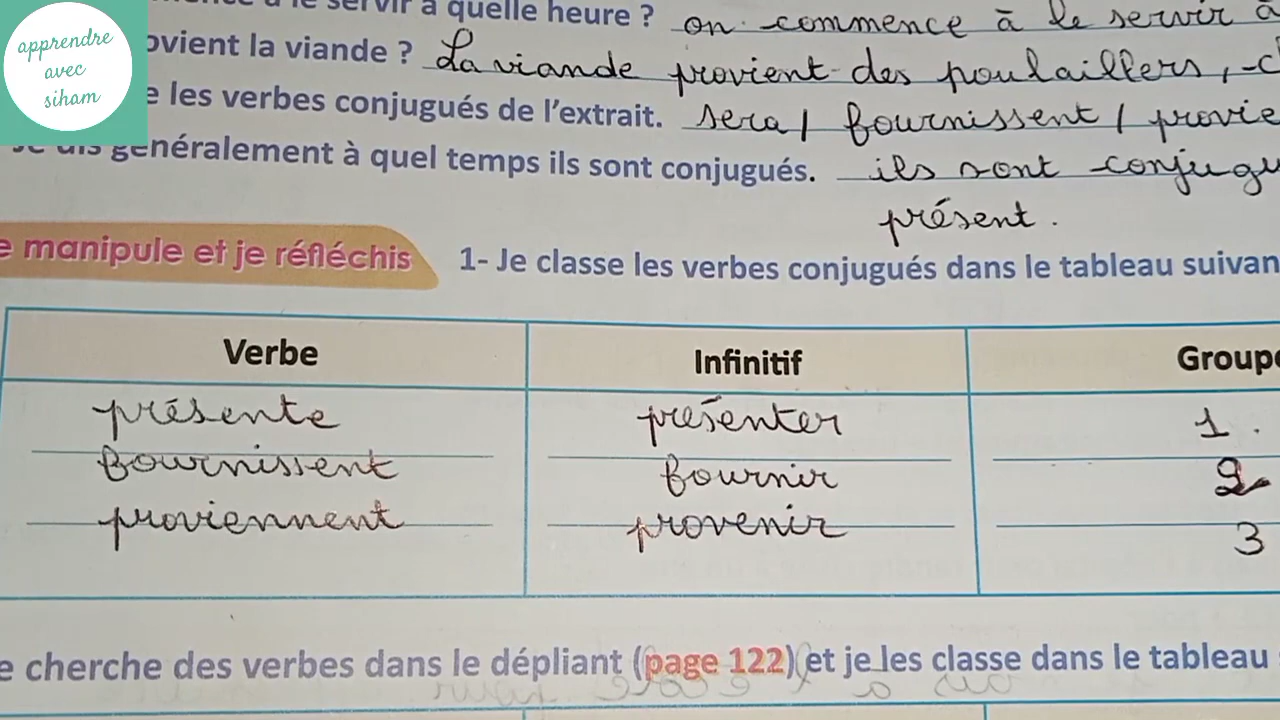 apprendre
avec
siham
servir à quelle heure ? on commence à le servir à
ovient la viande ? La viande provient des poulaillers,
e les verbes conjugués de l'extrait. sera / fournissent / provie
Je dis généralement à quel temps ils sont conjugués. ils sont conjugu
présent.
e manipule et je réfléchis 1- Je classe les verbes conjugués dans le tableau suivan
Verbe Infinitif Groupe
présente présenter 1.
fournissent fournir 2
proviennent provenir 3
e cherche des verbes dans le dépliant (page 122) et je les classe dans le tableau